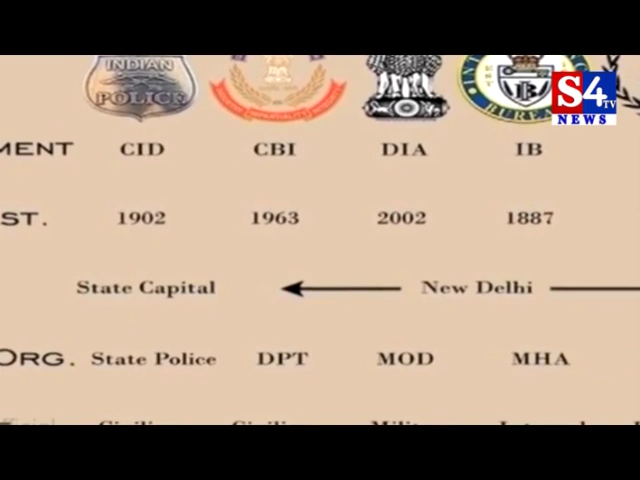 INDIAN
POLICE
S4
TV
NEWS
MENT CID CBI DIA IB
ST. 1902 1963 2002 1887
State Capital New Delhi
ORG. State Police DPT MOD MHA